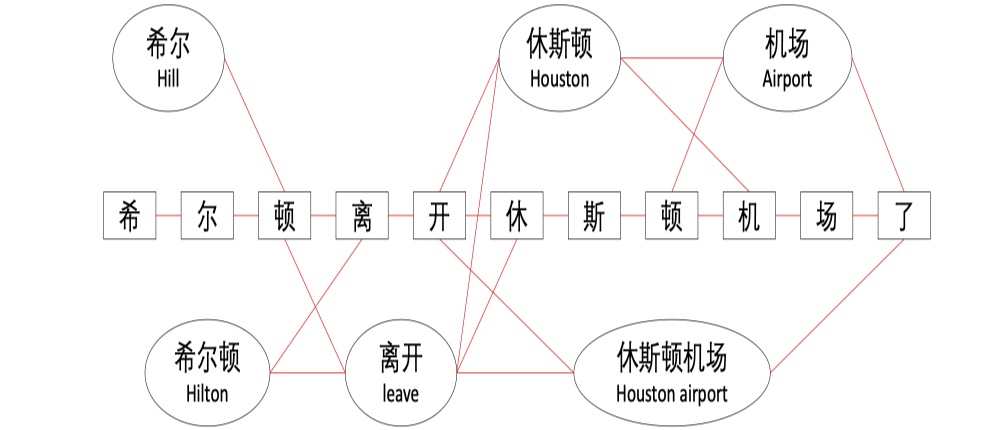 希尔
Hill
休斯顿
Houston
机场
Airport
希 尔 顿 离 开 休 斯 顿 机 场 了
希尔顿
Hilton
离开
leave
休斯顿机场
Houston airport